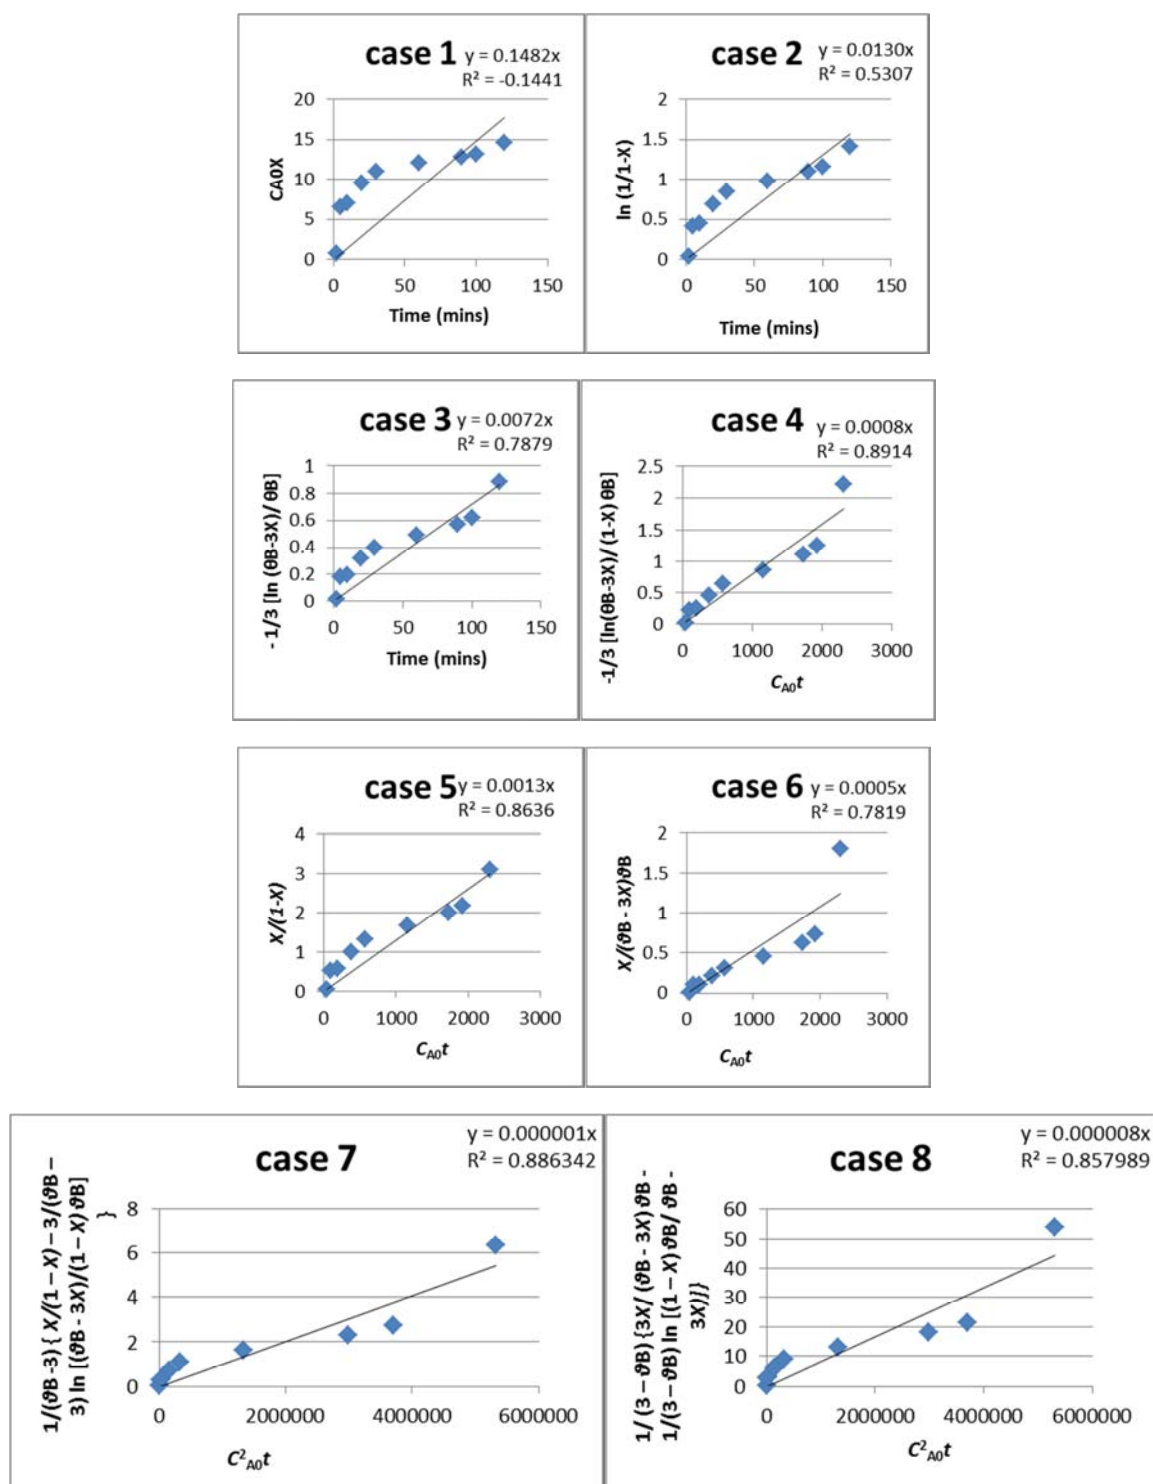 case 1 y = 0.1482x
R² = -0.1441
20
15
10
5
0
CA0X
0 50 100 150
Time (mins)
case 2 y = 0.0130x
R² = 0.5307
2
1.5
1
0.5
0
ln (1/1-X)
0 50 100 150
Time (mins)
case 3 y = 0.0072x
R² = 0.7879
1
0.8
0.6
0.4
0.2
0
- 1/3 [ln (θB-3X)/ θB]
0 50 100 150
Time (mins)
case 4 y = 0.0008x
R² = 0.8914
2.5
2
1.5
1
0.5
0
-1/3 [ln(θB-3X)/ (1-X) θB]
0 1000 2000 3000
C_A0 t
case 5 y = 0.0013x
R² = 0.8636
4
3
2
1
0
X/(1-X)
0 1000 2000 3000
C_A0 t
case 6 y = 0.0005x
R² = 0.7819
2
1.5
1
0.5
0
X/(ϑB - 3X)ϑB
0 1000 2000 3000
C_A0 t
case 7 y = 0.000001x
R² = 0.886342
8
6
4
2
0
1/(ϑB -3) { X/(1 – X) – 3/(ϑB –
3) ln [(ϑB - 3X)/(1 – X) ϑB]
}
0 2000000 4000000 6000000
C²_A0 t
case 8 y = 0.000008x
R² = 0.857989
60
50
40
30
20
10
0
1/ (3 – ϑB) {3X/ (ϑB - 3X) ϑB -
1/(3 – ϑB) ln [(1 – X) ϑB/ ϑB -
3X)]}
0 2000000 4000000 6000000
C²_A0 t